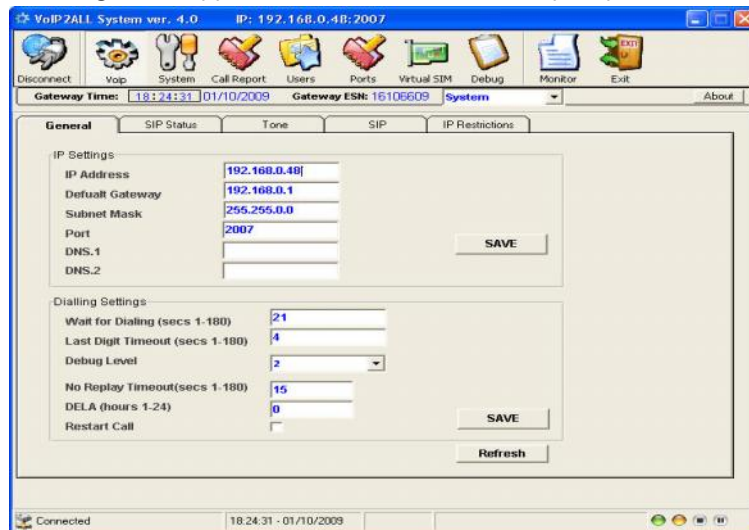 VoIP2ALL System ver. 4.0 IP: 192.168.0.48:2007
Disconnect Voip System Call Report Users Ports Virtual SIM Debug Monitor Exit
Gateway Time: 18:24:31 01/10/2009 Gateway ESN: 16106609 System About
General SIP Status Tone SIP IP Restrictions
IP Settings
IP Address 192.168.0.48
Defualt Gateway 192.168.0.1
Subnet Mask 255.255.0.0
Port 2007
SAVE
DNS.1
DNS.2
Dialling Settings
Wait for Dialing (secs 1-180) 21
Last Digit Timeout (secs 1-180) 4
Debug Level 2
No Replay Timeout(secs 1-180) 15
DELA (hours 1-24) 0
SAVE
Restart Call
Refresh
Connected 18:24:31 - 01/10/2009